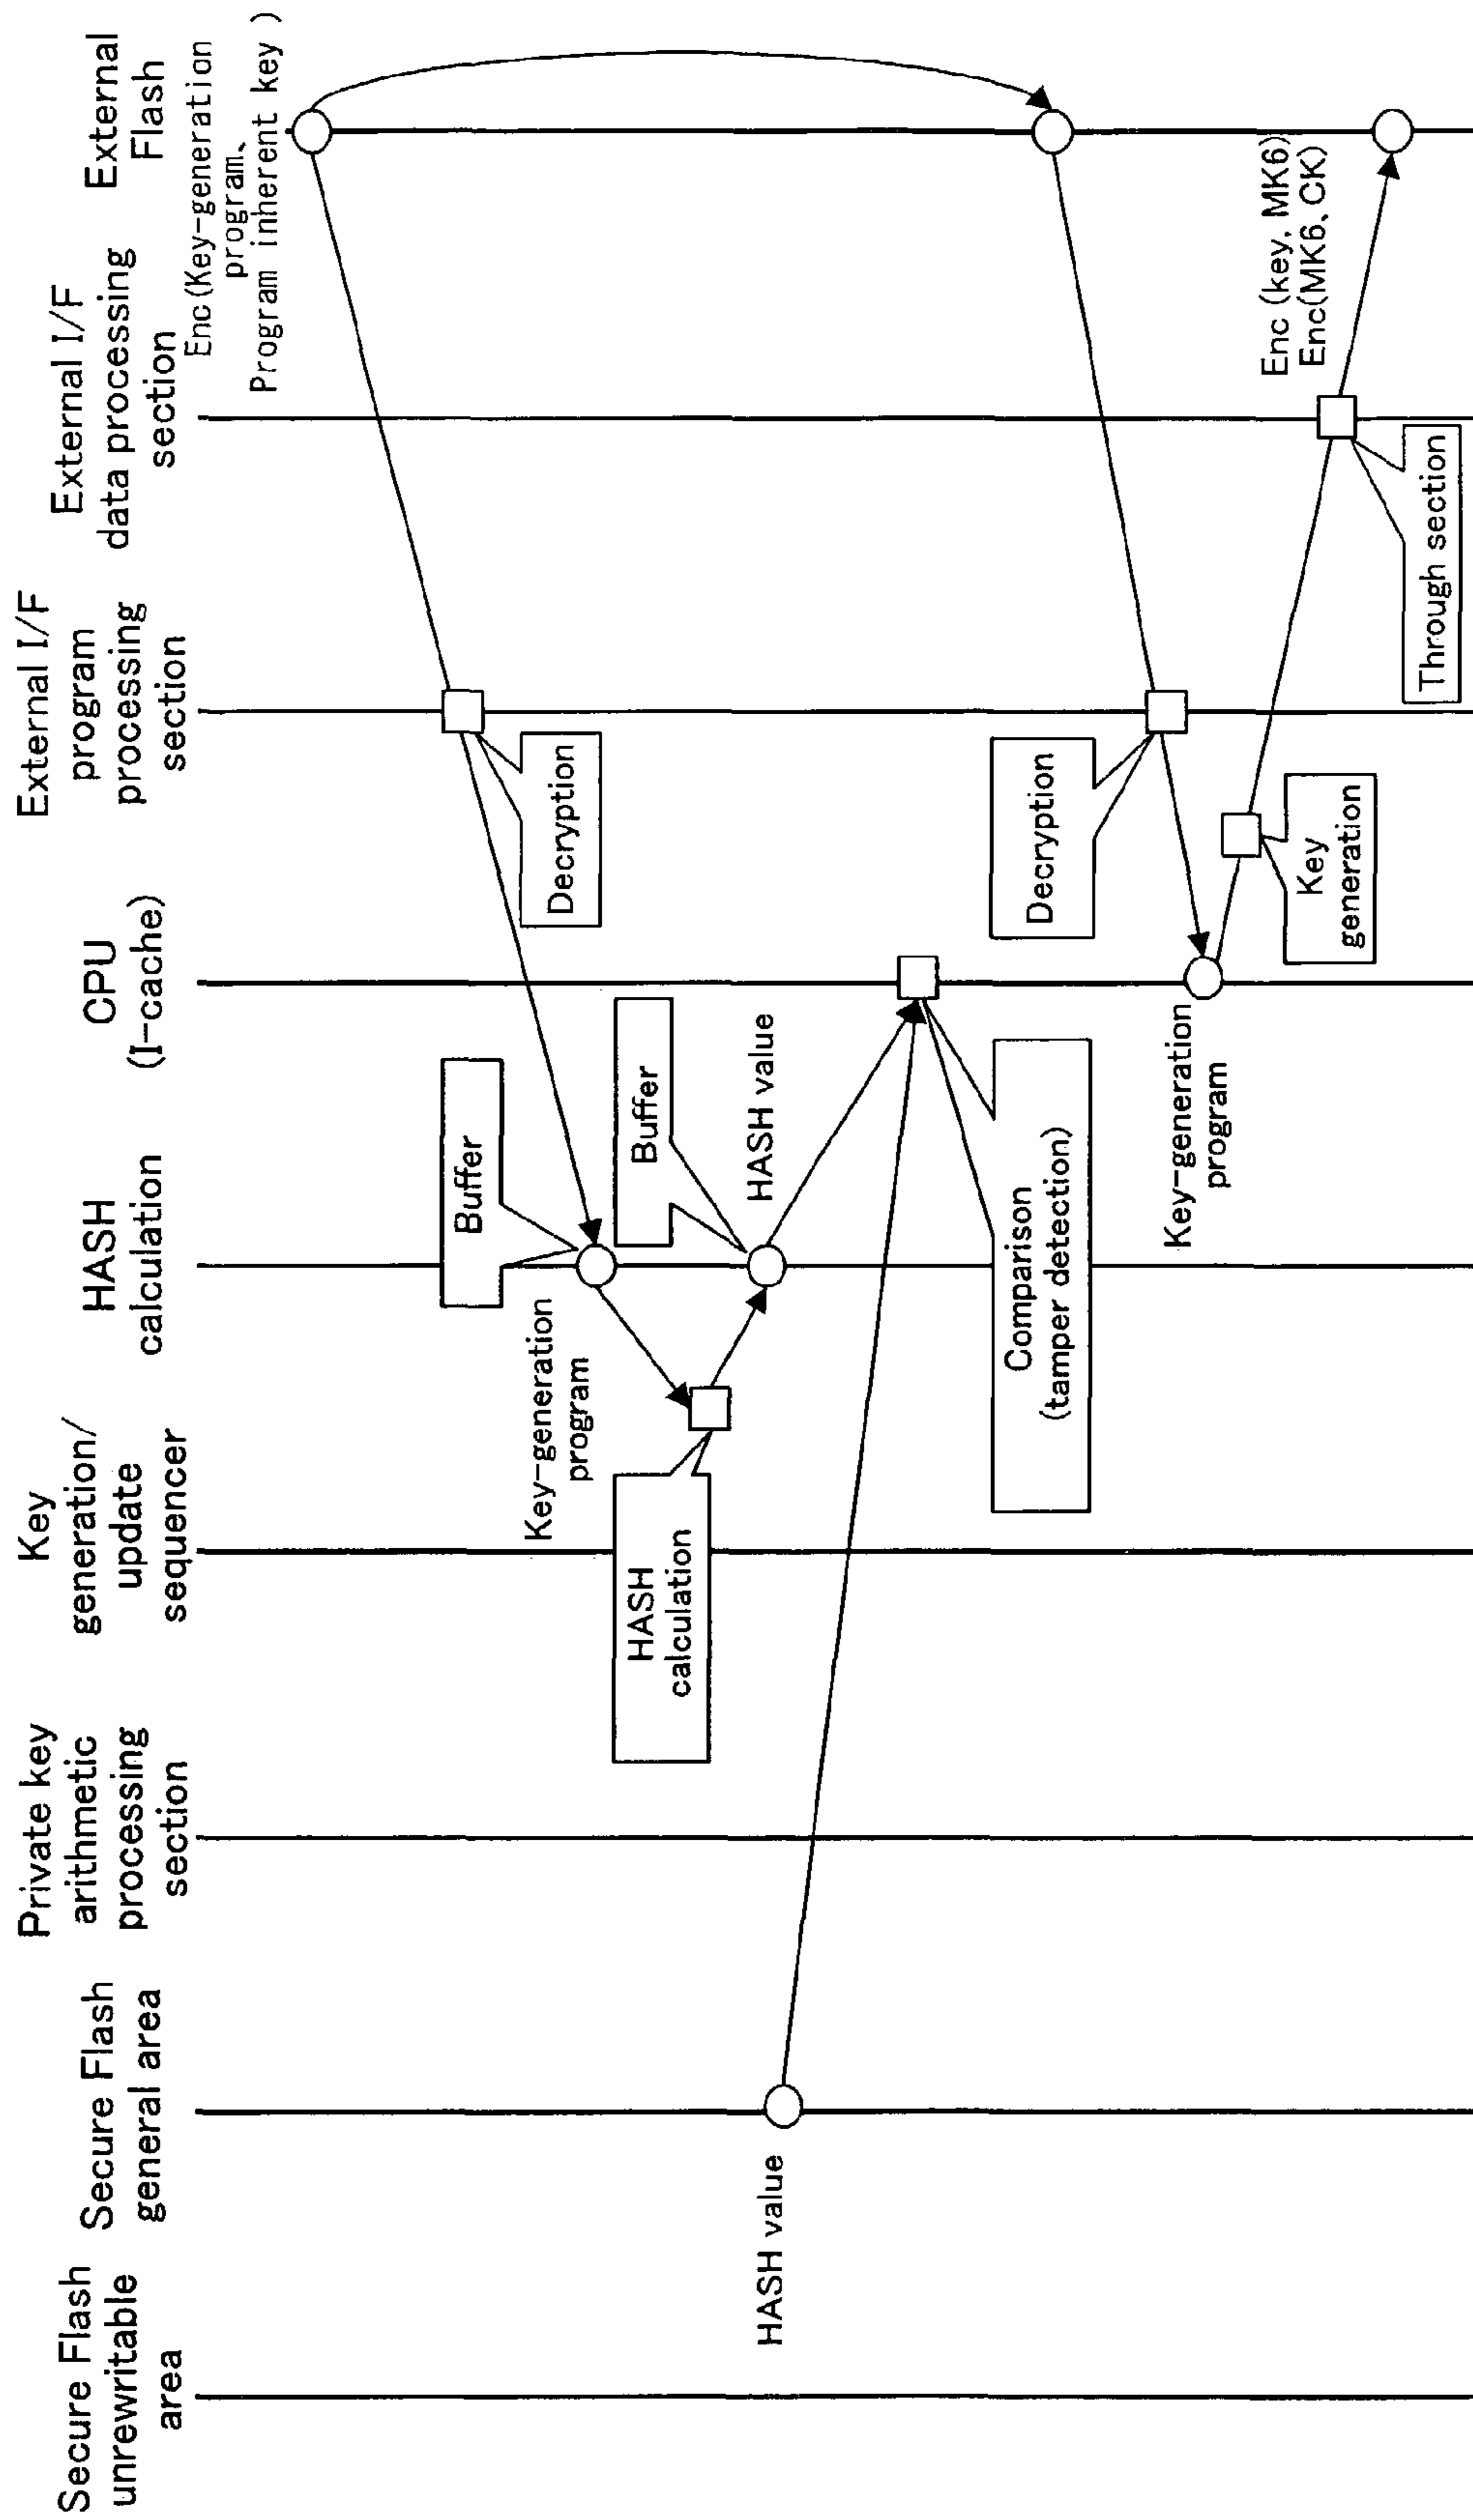 Secure Flash
unrewritable
area
Secure Flash
general area
Private key
arithmetic
processing
section
Key
generation/
update
sequencer
HASH
calculation
CPU
(I-cache)
External I/F
program
processing
section
External I/F
data processing
section
External
Flash
Enc(Key-generation
program、
Program inherent key )
Decryption
Buffer
Key-generation
program
HASH
calculation
Buffer
HASH value
HASH value
Comparison
(tamper detection)
Decryption
Key-generation
program
Key
generation
Enc (key, MK6)
Enc(MK6、CK)
Through section